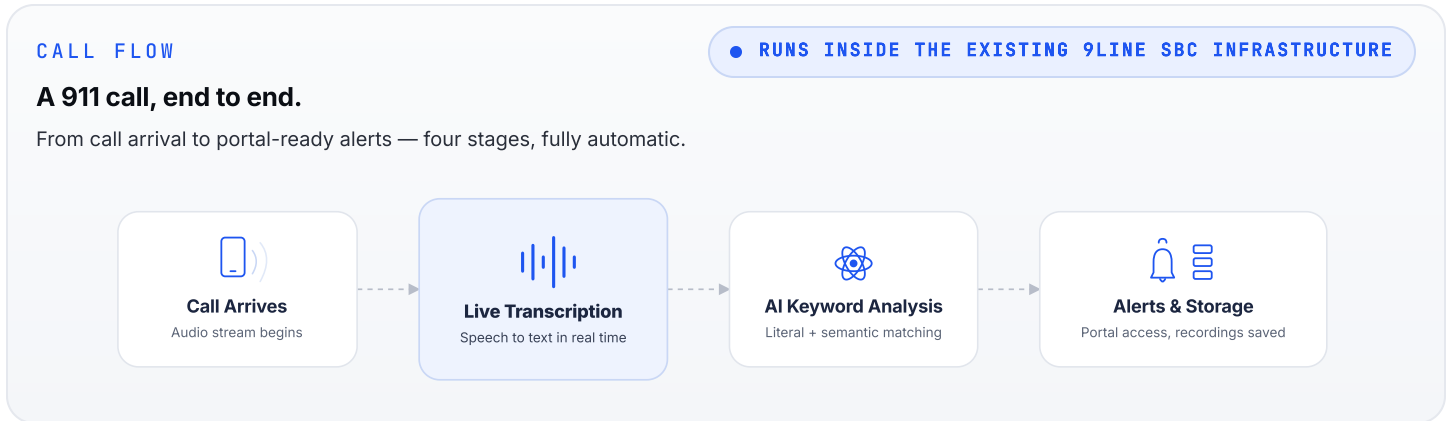 CALL FLOW
RUNS INSIDE THE EXISTING 9LINE SBC INFRASTRUCTURE
A 911 call, end to end.
From call arrival to portal-ready alerts — four stages, fully automatic.
Call Arrives
Audio stream begins
Live Transcription
Speech to text in real time
AI Keyword Analysis
Literal + semantic matching
Alerts & Storage
Portal access, recordings saved